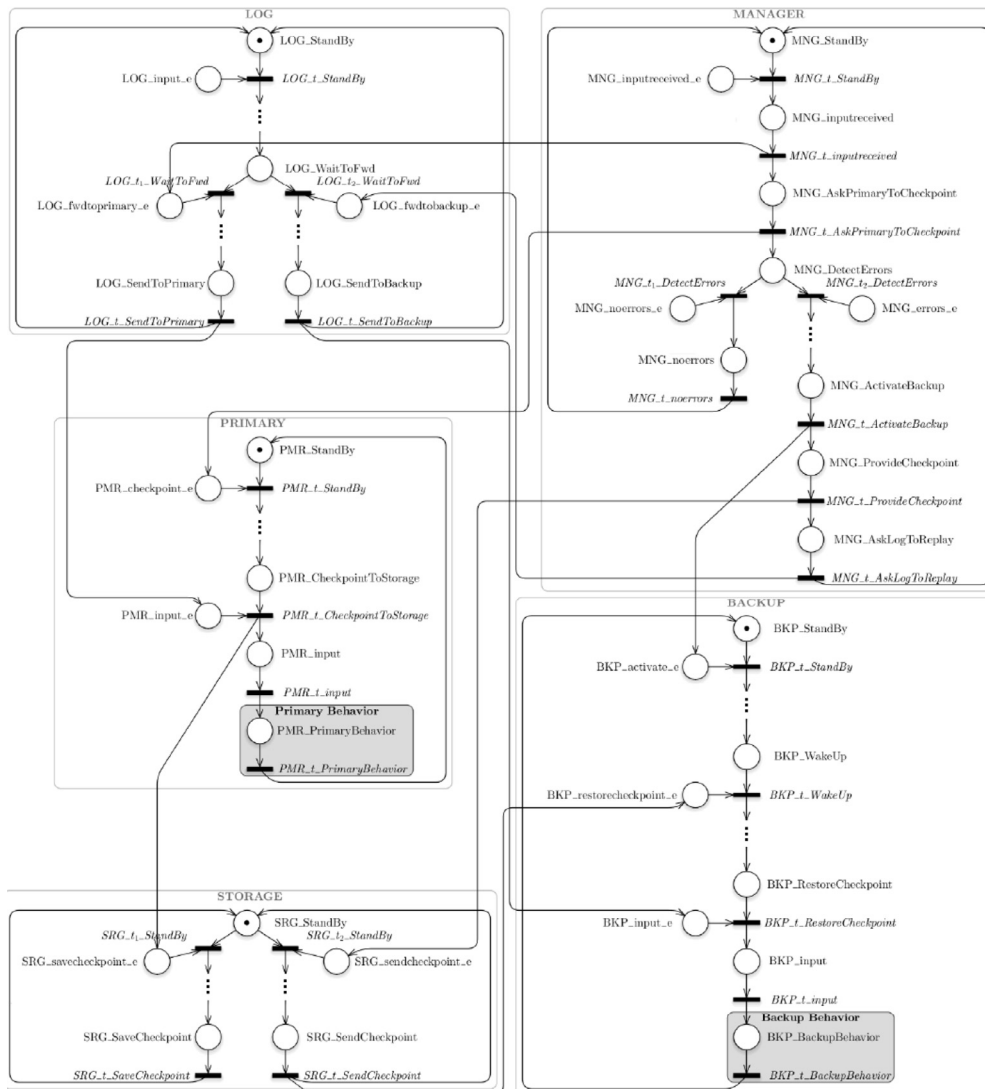 LOG
LOG_StandBy
LOG_input_e
LOG_t_StandBy
LOG_WaitToFwd
LOG_t₁_WaitToFwd
LOG_t₂_WaitToFwd
LOG_fwdtoprimary_e
LOG_fwdtobackup_e
LOG_SendToPrimary
LOG_SendToBackup
LOG_t_SendToPrimary
LOG_t_SendToBackup
MANAGER
MNG_StandBy
MNG_inputreceived_e
MNG_t_StandBy
MNG_inputreceived
MNG_t_inputreceived
MNG_AskPrimaryToCheckpoint
MNG_t_AskPrimaryToCheckpoint
MNG_DetectErrors
MNG_t₁_DetectErrors
MNG_t₂_DetectErrors
MNG_noerrors_e
MNG_errors_e
MNG_noerrors
MNG_t_noerrors
MNG_ActivateBackup
MNG_t_ActivateBackup
MNG_ProvideCheckpoint
MNG_t_ProvideCheckpoint
MNG_AskLogToReplay
MNG_t_AskLogToReplay
PRIMARY
PMR_StandBy
PMR_checkpoint_e
PMR_t_StandBy
PMR_CheckpointToStorage
PMR_input_e
PMR_t_CheckpointToStorage
PMR_input
PMR_t_input
Primary Behavior
PMR_PrimaryBehavior
PMR_t_PrimaryBehavior
BACKUP
BKP_StandBy
BKP_activate_e
BKP_t_StandBy
BKP_WakeUp
BKP_restorecheckpoint_e
BKP_t_WakeUp
BKP_RestoreCheckpoint
BKP_input_e
BKP_t_RestoreCheckpoint
BKP_input
BKP_t_input
Backup Behavior
BKP_BackupBehavior
BKP_t_BackupBehavior
STORAGE
SRG_StandBy
SRG_t₁_StandBy
SRG_t₂_StandBy
SRG_savecheckpoint_e
SRG_sendcheckpoint_e
SRG_SaveCheckpoint
SRG_SendCheckpoint
SRG_t_SaveCheckpoint
SRG_t_SendCheckpoint